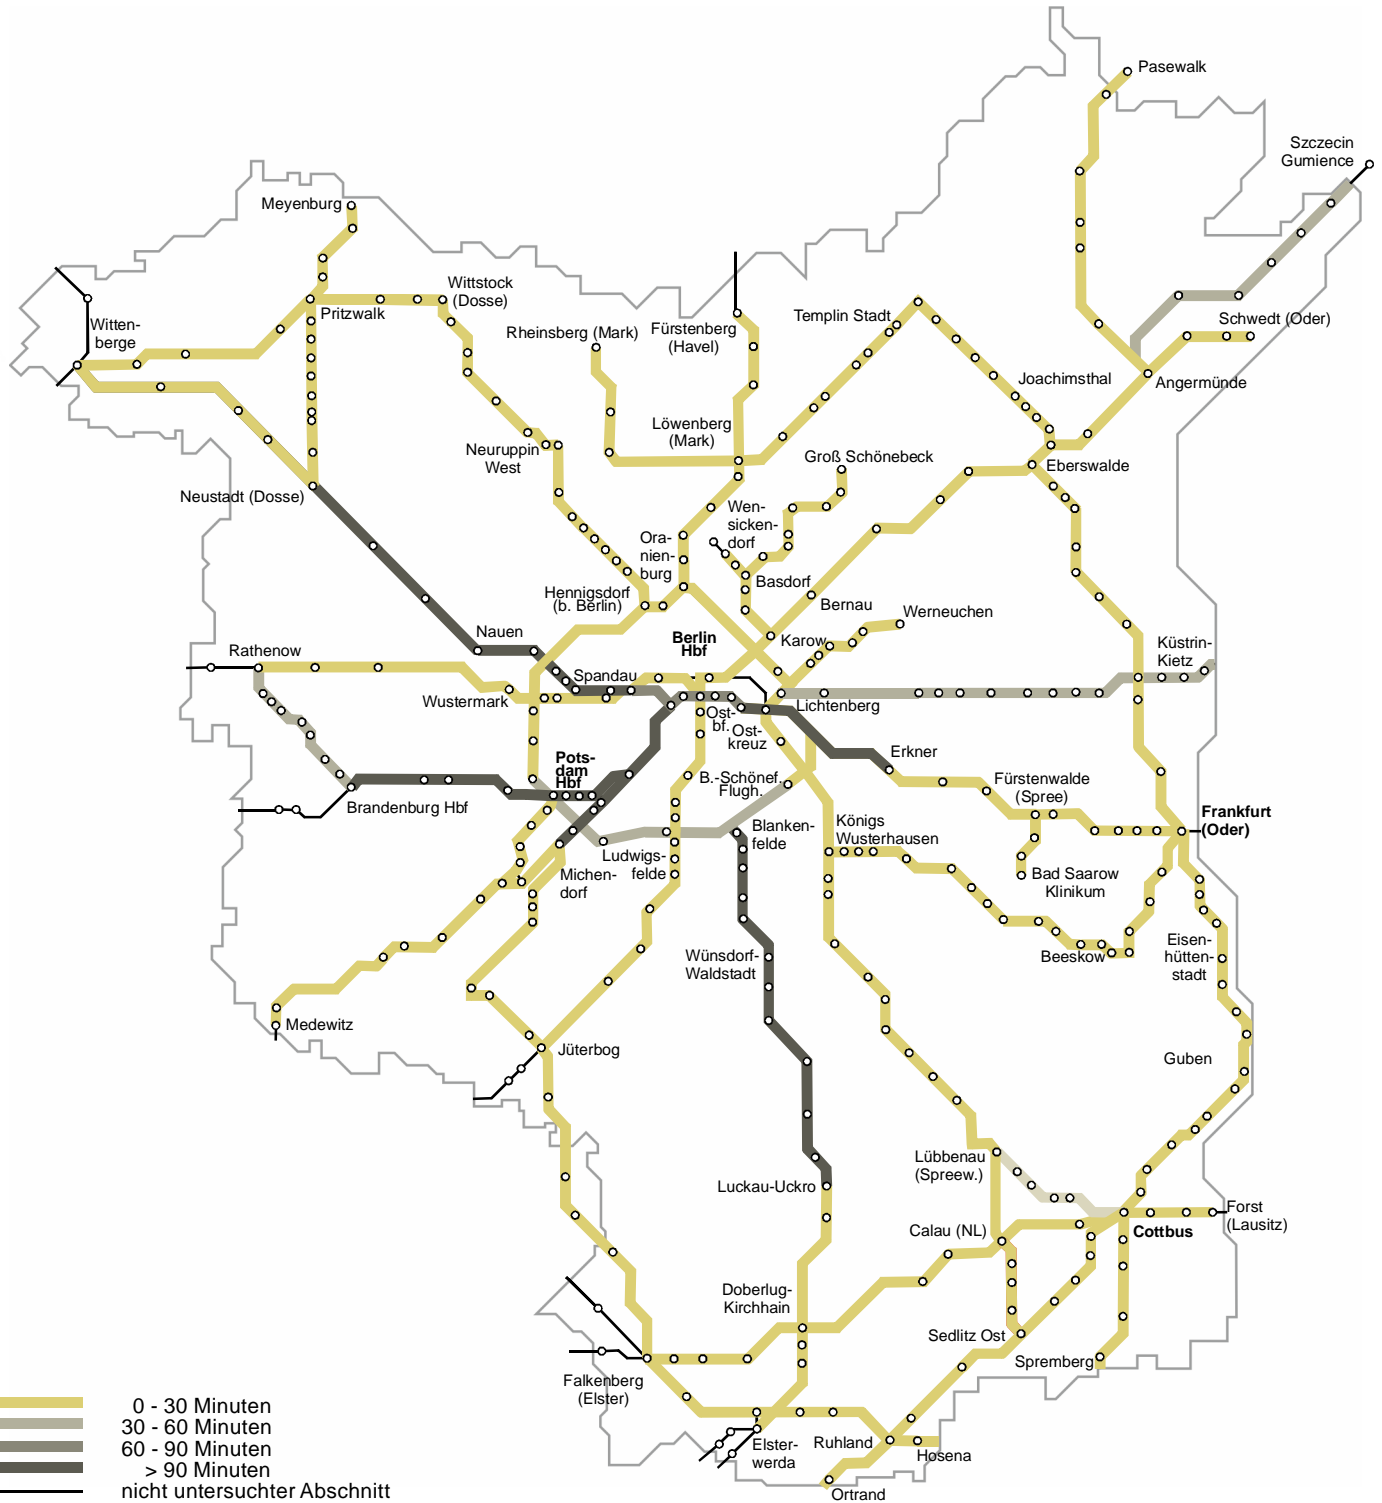 Pasewalk
Szczecin
Gumience
Meyenburg
Wittstock
(Dosse)
Pritzwalk
Witten-
berge
Rheinsberg (Mark)
Fürstenberg
(Havel)
Templin Stadt
Schwedt (Oder)
Joachimsthal
Angermünde
Löwenberg
(Mark)
Neuruppin
West
Groß Schönebeck
Eberswalde
Neustadt (Dosse)
Wen-
sicken-
dorf
Ora-
nien-
burg
Basdorf
Hennigsdorf
(b. Berlin)
Bernau
Werneuchen
Nauen
Berlin
Hbf
Karow
Küstrin-
Kietz
Rathenow
Spandau
Wustermark
Lichtenberg
Ost-
bf.
Ost-
kreuz
Erkner
Pots-
dam
Hbf
B.-Schönef.
Flugh.
Fürstenwalde
(Spree)
Brandenburg Hbf
Frankfurt
(Oder)
Blanken-
felde
Königs
Wusterhausen
Ludwigs-
felde
Michen-
dorf
Bad Saarow
Klinikum
Wünsdorf-
Waldstadt
Beeskow
Eisen-
hütten-
stadt
Medewitz
Jüterbog
Guben
Lübbenau
(Spreew.)
Luckau-Uckro
Forst
(Lausitz)
Calau (NL)
Cottbus
Doberlug-
Kirchhain
Sedlitz Ost
Spremberg
Falkenberg
(Elster)
Elster-
werda
Ruhland
Hosena
Ortrand
0 - 30 Minuten
30 - 60 Minuten
60 - 90 Minuten
> 90 Minuten
nicht untersuchter Abschnitt